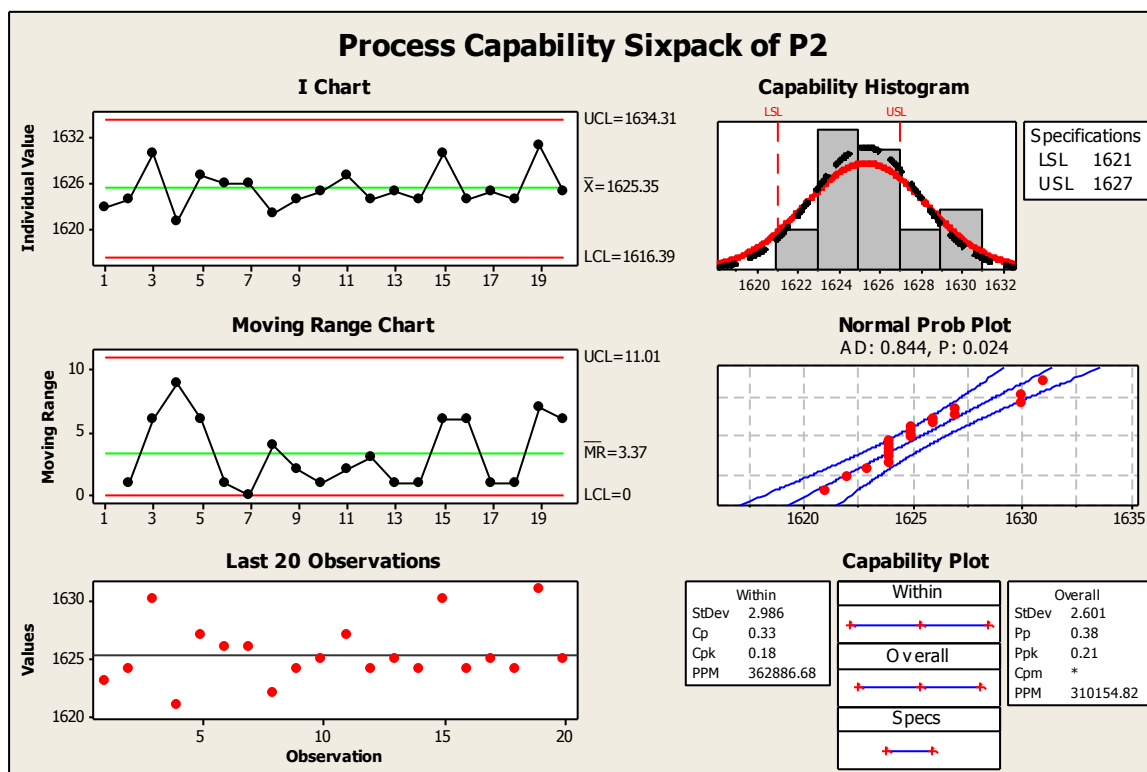 Process Capability Sixpack of P2
I Chart
Individual Value
1632
1626
1620
1 3 5 7 9 11 13 15 17 19
UCL=1634.31
X̅=1625.35
LCL=1616.39
Capability Histogram
LSL USL
1620 1622 1624 1626 1628 1630 1632
Specifications
LSL 1621
USL 1627
Moving Range Chart
Moving Range
10
5
0
1 3 5 7 9 11 13 15 17 19
UCL=11.01
M̅R̅=3.37
LCL=0
Normal Prob Plot
AD: 0.844, P: 0.024
1620 1625 1630 1635
Last 20 Observations
Values
1630
1625
1620
5 10 15 20
Observation
Capability Plot
Within
StDev 2.986
Cp 0.33
Cpk 0.18
PPM 362886.68
Within
Overall
Specs
Overall
StDev 2.601
Pp 0.38
Ppk 0.21
Cpm *
PPM 310154.82